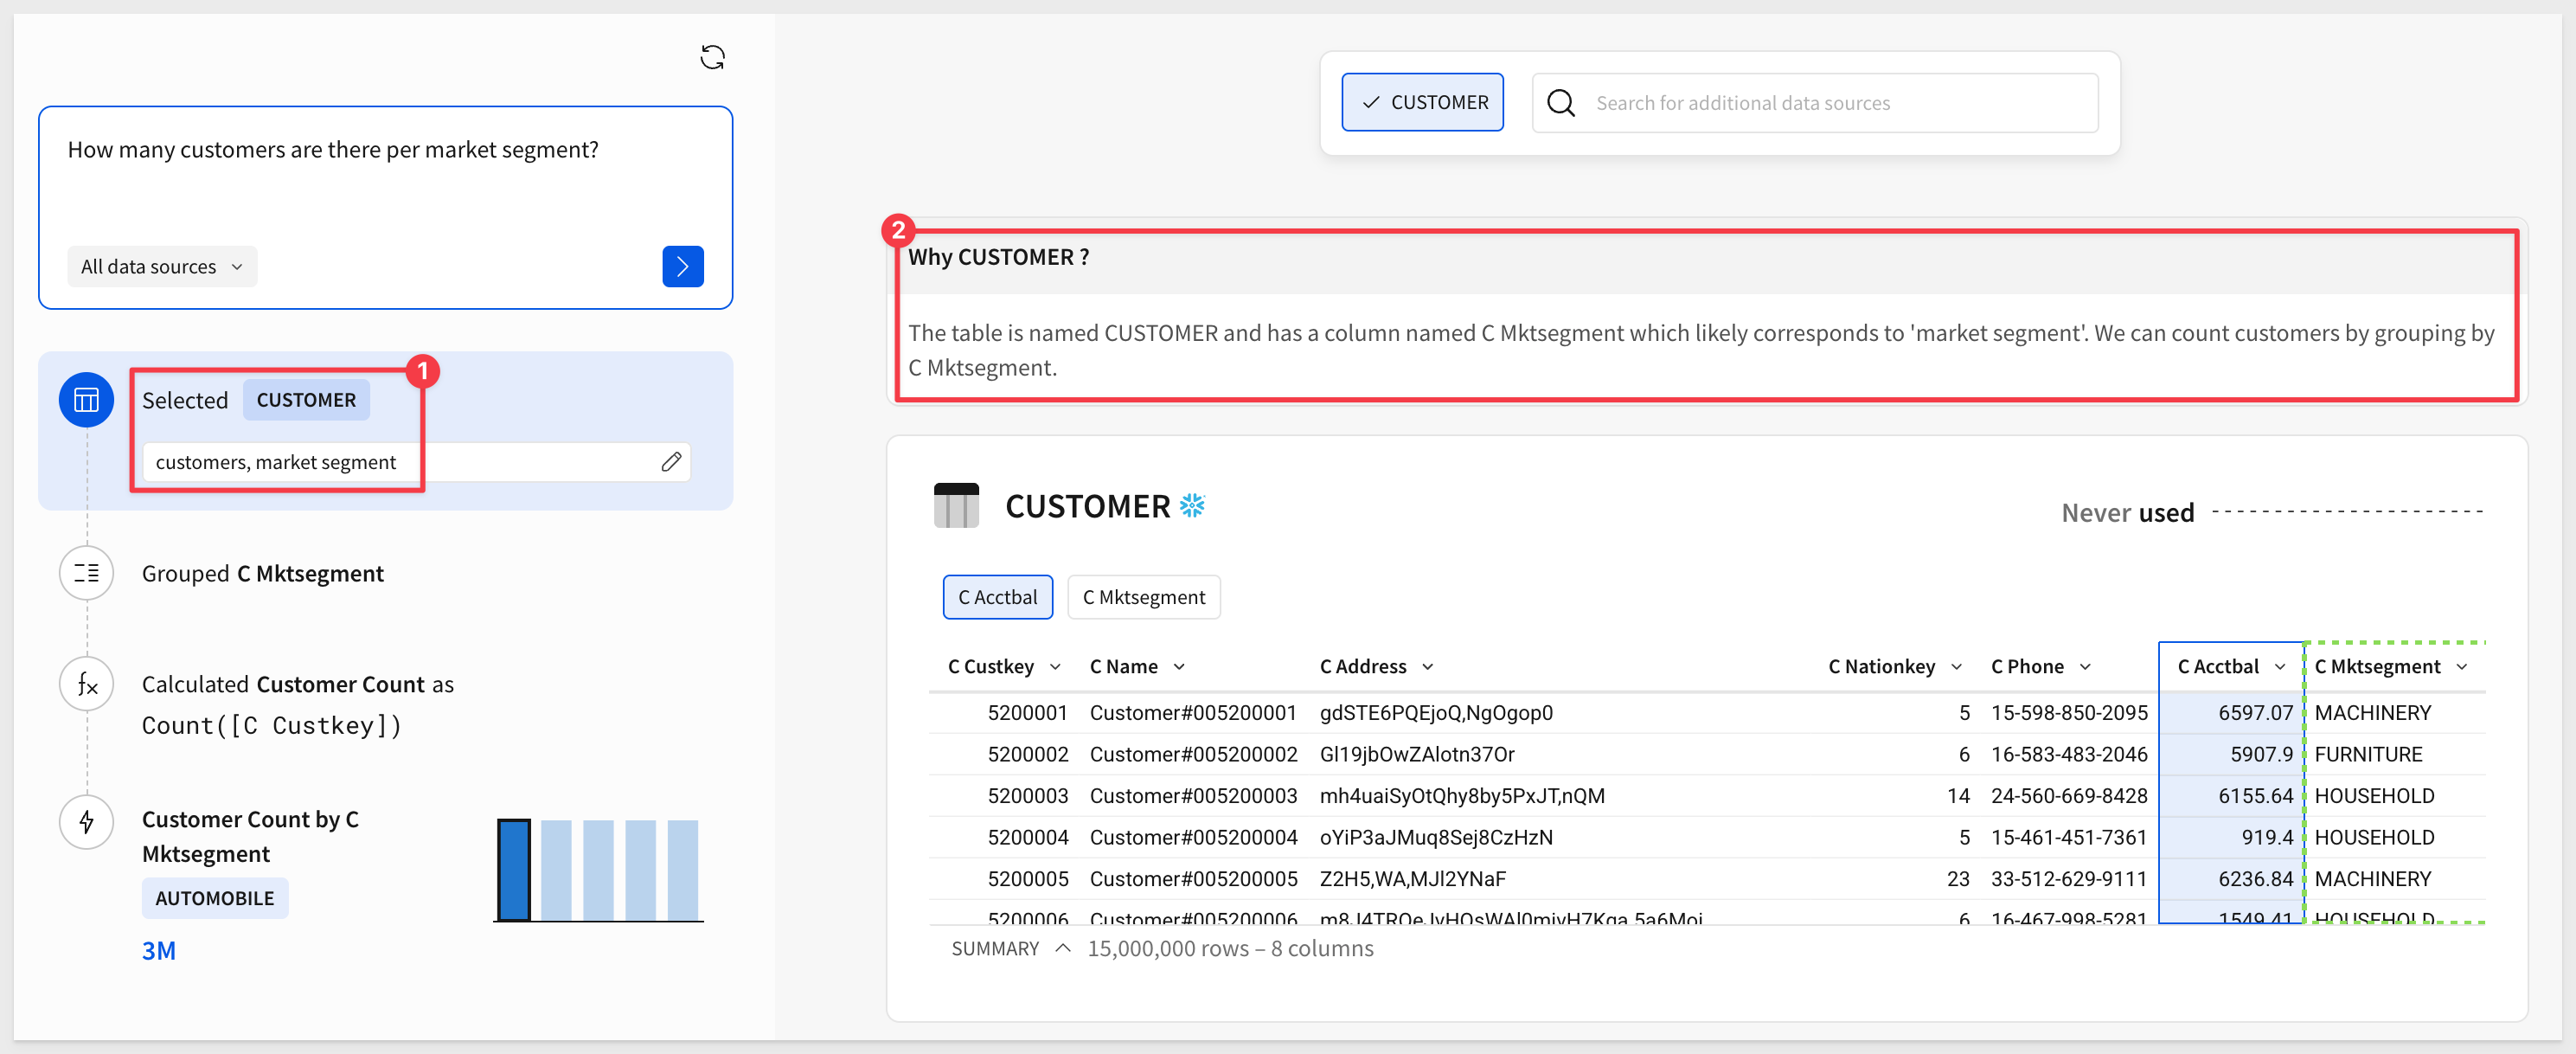 How many customers are there per market segment?
All data sources
1
Selected CUSTOMER
customers, market segment
Grouped C Mktsegment
Calculated Customer Count as
Count([C Custkey])
Customer Count by C
Mktsegment
AUTOMOBILE
3M
CUSTOMER
Search for additional data sources
2
Why CUSTOMER ?
The table is named CUSTOMER and has a column named C Mktsegment which likely corresponds to 'market segment'. We can count customers by grouping by
C Mktsegment.
CUSTOMER
Never used
C Acctbal C Mktsegment
C Custkey C Name C Address C Nationkey C Phone C Acctbal C Mktsegment
5200001 Customer#005200001 gdSTE6PQEjoQ,NgOgop0 5 15-598-850-2095 6597.07 MACHINERY
5200002 Customer#005200002 Gl19jbOwZAlotn37Or 6 16-583-483-2046 5907.9 FURNITURE
5200003 Customer#005200003 mh4uaiSyOtQhy8by5PxJT,nQM 14 24-560-669-8428 6155.64 HOUSEHOLD
5200004 Customer#005200004 oYiP3aJMuq8Sej8CzHzN 5 15-461-451-7361 919.4 HOUSEHOLD
5200005 Customer#005200005 Z2H5,WA,MJl2YNaF 23 33-512-629-9111 6236.84 MACHINERY
5200006 Customer#005200006 6 16-467-998-5281 1549.41 HOUSEHOLD
SUMMARY 15,000,000 rows – 8 columns